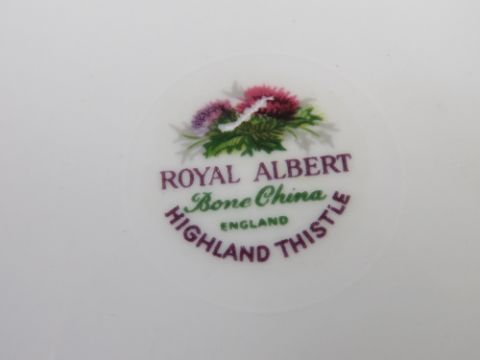 ROYAL ALBERT
Bone China
ENGLAND
HIGHLAND THISTLE